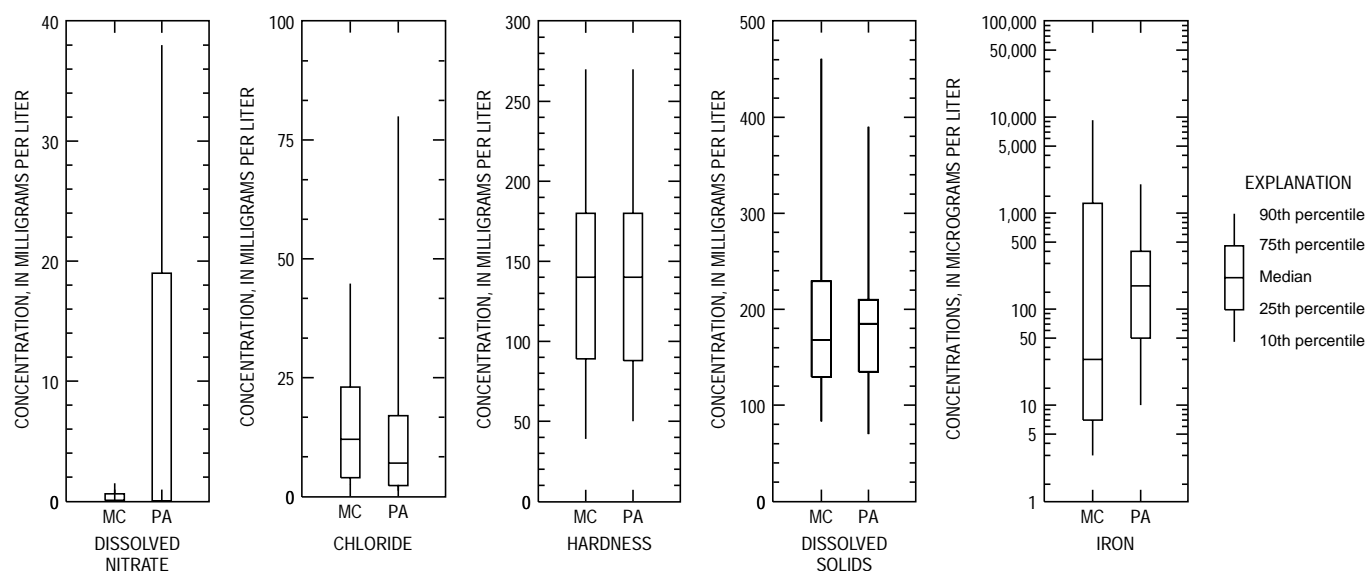 CONCENTRATION, IN MILLIGRAMS PER LITER
40
30
20
10
0
MC PA
DISSOLVED
NITRATE
CONCENTRATION, IN MILLIGRAMS PER LITER
100
75
50
25
0
MC PA
CHLORIDE
CONCENTRATION, IN MILLIGRAMS PER LITER
300
250
200
150
100
50
0
MC PA
HARDNESS
CONCENTRATION, IN MILLIGRAMS PER LITER
500
400
300
200
100
0
MC PA
DISSOLVED
SOLIDS
CONCENTRATIONS, IN MICROGRAMS PER LITER
100,000
50,000
10,000
5,000
1,000
500
100
50
10
5
1
MC PA
IRON
EXPLANATION
90th percentile
75th percentile
Median
25th percentile
10th percentile